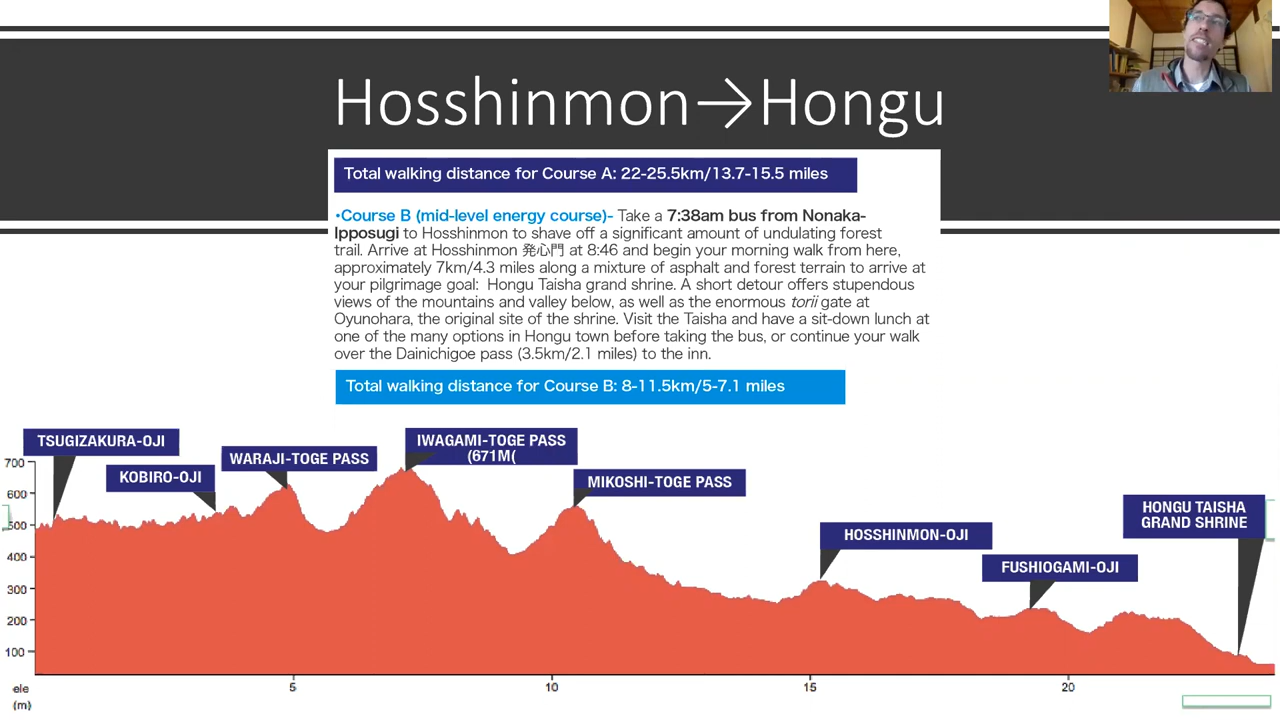 Hosshinmon→Hongu
Total walking distance for Course A: 22-25.5km/13.7-15.5 miles
•Course B (mid-level energy course)- Take a 7:38am bus from Nonaka-
Ipposugi to Hosshinmon to shave off a significant amount of undulating forest
trail. Arrive at Hosshinmon 発心門 at 8:46 and begin your morning walk from here,
approximately 7km/4.3 miles along a mixture of asphalt and forest terrain to arrive at
your pilgrimage goal: Hongu Taisha grand shrine. A short detour offers stupendous
views of the mountains and valley below, as well as the enormous torii gate at
Oyunohara, the original site of the shrine. Visit the Taisha and have a sit-down lunch at
one of the many options in Hongu town before taking the bus, or continue your walk
over the Dainichigoe pass (3.5km/2.1 miles) to the inn.
Total walking distance for Course B: 8-11.5km/5-7.1 miles
TSUGIZAKURA-OJI
KOBIRO-OJI
WARAJI-TOGE PASS
IWAGAMI-TOGE PASS
(671M(
MIKOSHI-TOGE PASS
HOSSHINMON-OJI
FUSHIOGAMI-OJI
HONGU TAISHA
GRAND SHRINE
700
600
500
400
300
200
100
ele
(m)
5
10
15
20